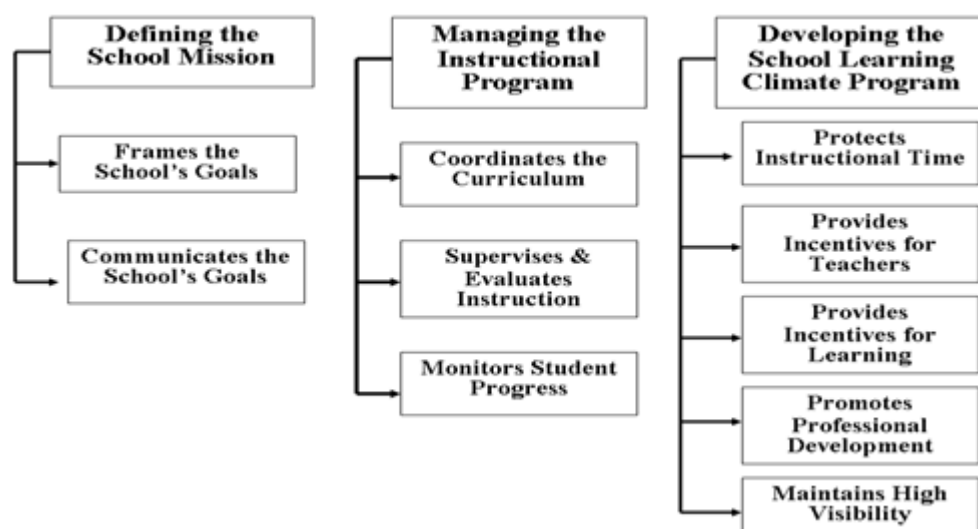 Defining the
School Mission
Frames the
School's Goals
Communicates the
School's Goals
Managing the
Instructional
Program
Coordinates the
Curriculum
Supervises &
Evaluates
Instruction
Monitors Student
Progress
Developing the
School Learning
Climate Program
Protects
Instructional Time
Provides
Incentives for
Teachers
Provides
Incentives for
Learning
Promotes
Professional
Development
Maintains High
Visibility